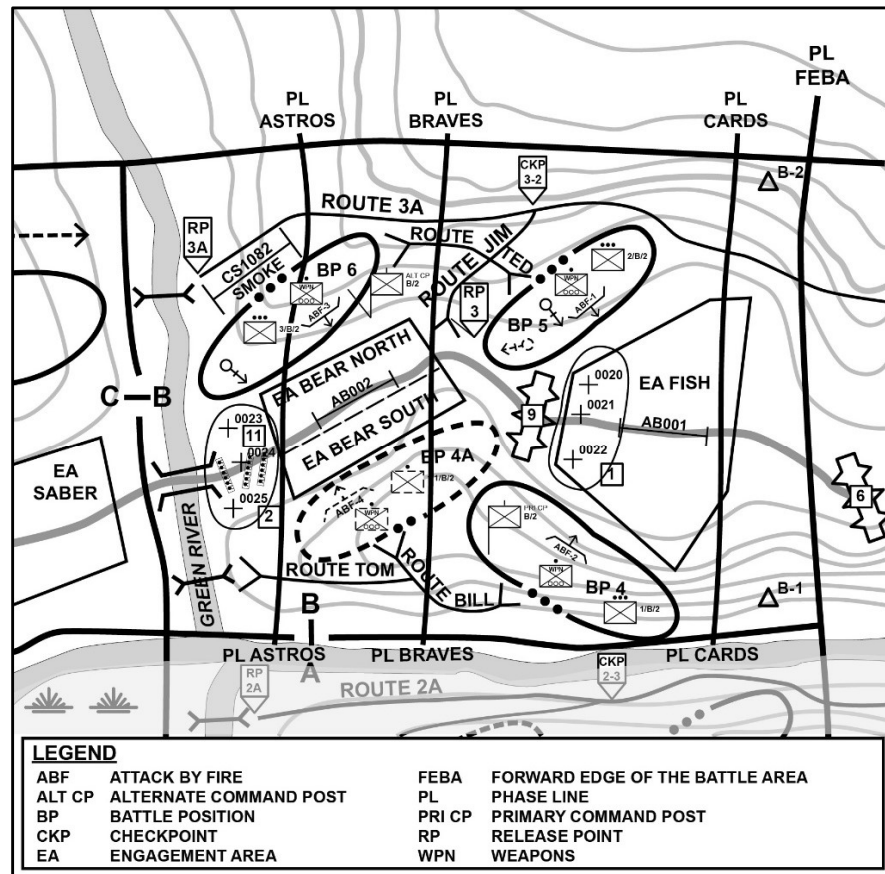 PL
FEBA
PL
ASTROS
PL
BRAVES
PL
CARDS
CKP
3-2
B-2
ROUTE 3A
RP
3A
CS1082
SMOKE
BP 6
WPN
ALT CP
B/2
ROUTE
TED
ROUTE JIM
2/B/2
WPN
ABF-1
ABF-3
3/B/2
RP
3
BP 5
EA BEAR NORTH
AB002
EA BEAR SOUTH
0020
EA FISH
0021
9
AB001
0022
1
C
B
0023
11
0024
0025
2
EA
SABER
BP 4A
1/B/2
ABF-4
WPN
6
PRI CP
B/2
ABF-2
WPN
BP 4
1/B/2
GREEN RIVER
ROUTE TOM
ROUTE
BILL
B-1
B
A
PL ASTROS
PL BRAVES
PL CARDS
RP
2A
ROUTE 2A
CKP
2-3
LEGEND
ABF ATTACK BY FIRE
ALT CP ALTERNATE COMMAND POST
BP BATTLE POSITION
CKP CHECKPOINT
EA ENGAGEMENT AREA
FEBA FORWARD EDGE OF THE BATTLE AREA
PL PHASE LINE
PRI CP PRIMARY COMMAND POST
RP RELEASE POINT
WPN WEAPONS